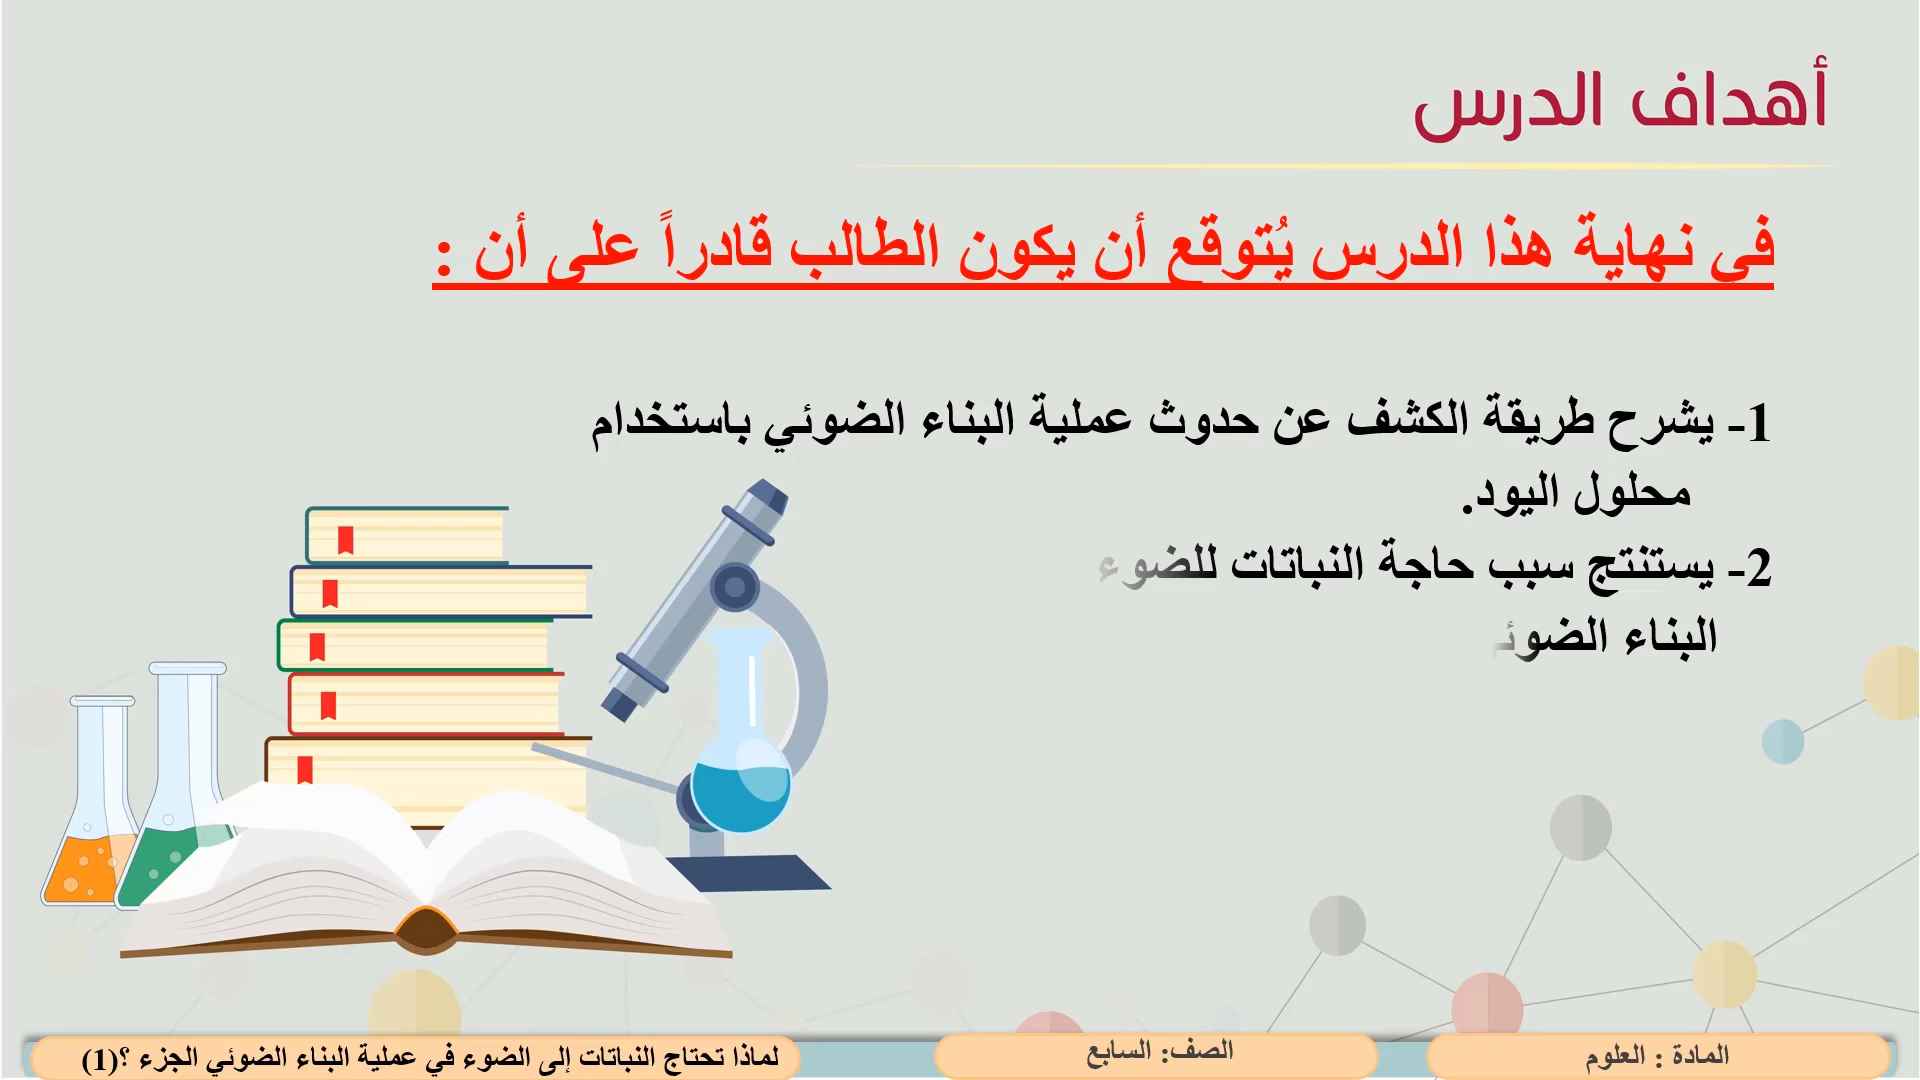 أهداف الدرس
في نهاية هذا الدرس يُتوقع أن يكون الطالب قادراً على أن :
1- يشرح طريقة الكشف عن حدوث عملية البناء الضوئي باستخدام
محلول اليود.
2- يستنتج سبب حاجة النباتات للضوء
البناء
المادة : العلوم
الصف: السابع
لماذا تحتاج النباتات إلى الضوء في عملية البناء الضوئي الجزء ؟(1)